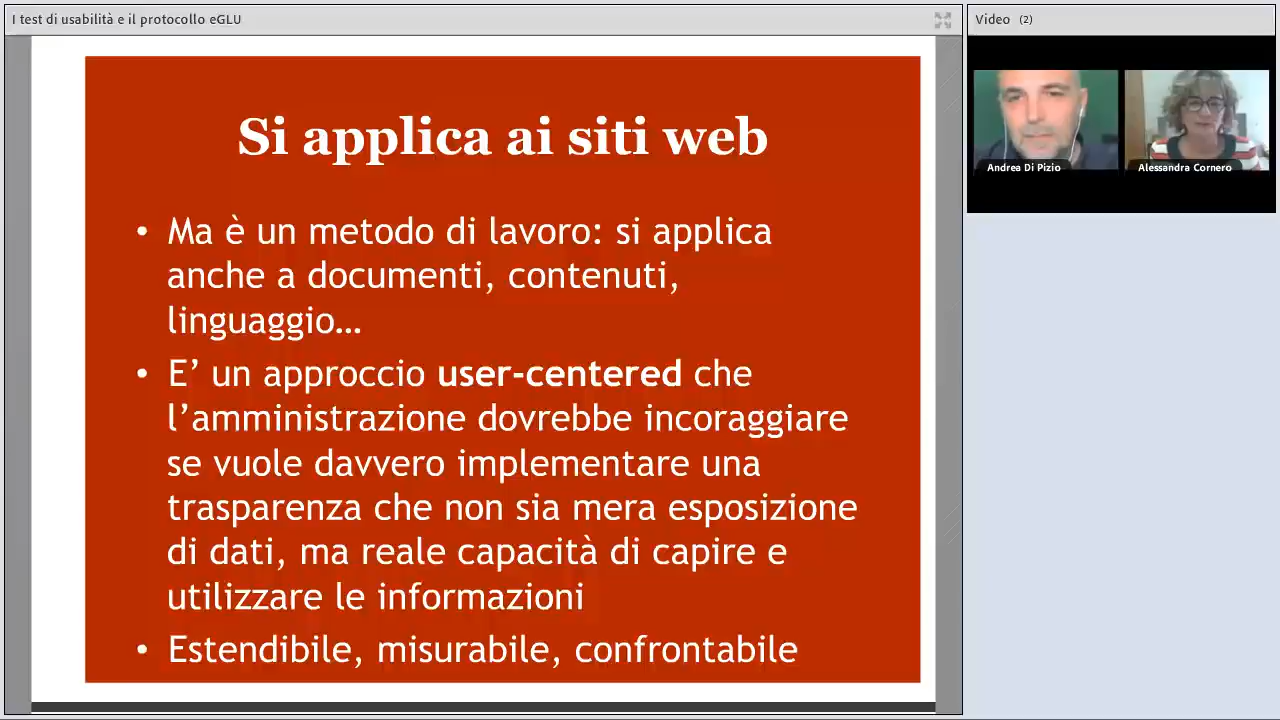 I test di usabilità e il protocollo eGLU
Video (2)
Andrea Di Pizio
Alessandra Cornero
Si applica ai siti web
• Ma è un metodo di lavoro: si applica
anche a documenti, contenuti,
linguaggio…
• E’ un approccio user-centered che
l’amministrazione dovrebbe incoraggiare
se vuole davvero implementare una
trasparenza che non sia mera esposizione
di dati, ma reale capacità di capire e
utilizzare le informazioni
• Estendibile, misurabile, confrontabile